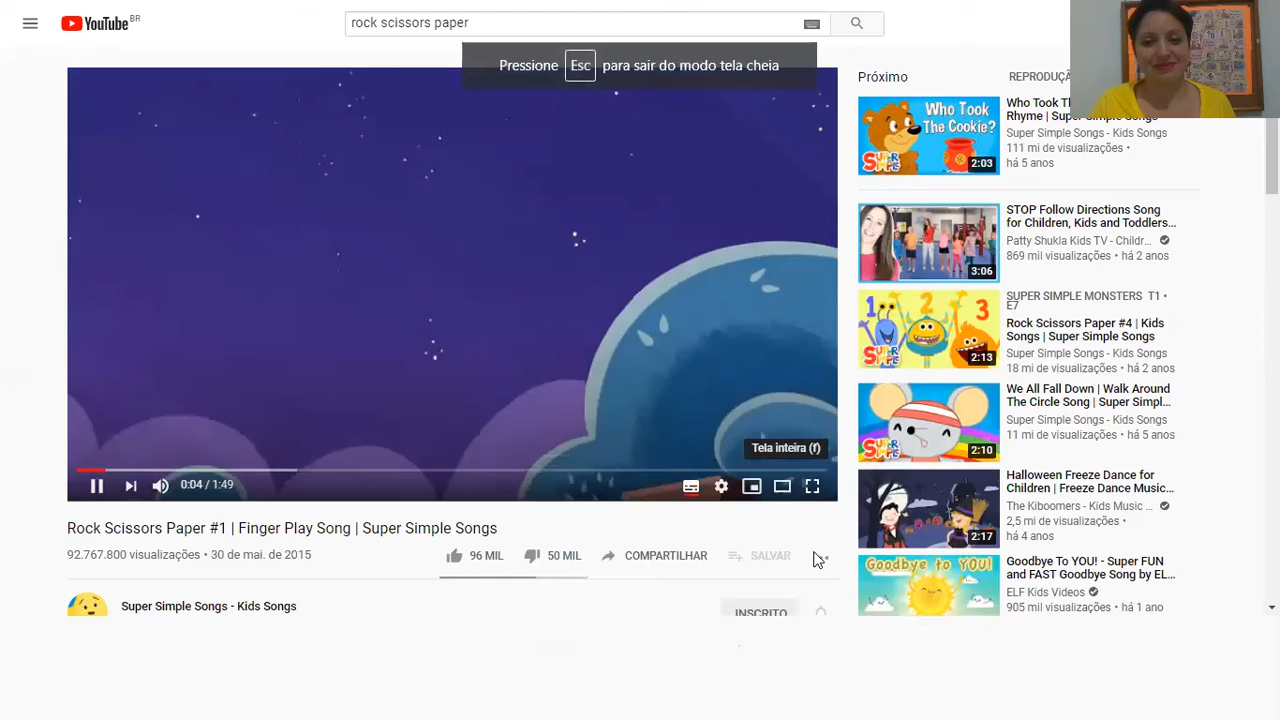 YouTube BR
rock scissors paper
Pressione Esc para sair do modo tela cheia
Próximo
REPRODUÇ
WHO TOOK
THE COOKIE?
SUPER
SIMPLE
2:03
Who Took Th
Rhyme | Super Simple Songs
Super Simple Songs - Kids Songs
111 mi de visualizações •
há 5 anos
3:06
STOP Follow Directions Song
for Children, Kids and Toddlers...
Patty Shukla Kids TV - Childr...
869 mil visualizações • há 2 anos
1 2 3
SUPER
SIMPLE
2:13
SUPER SIMPLE MONSTERS T1 •
E7
Rock Scissors Paper #4 | Kids
Songs | Super Simple Songs
Super Simple Songs - Kids Songs
18 mi de visualizações • há 2 anos
SUPER
SIMPLE
2:10
We All Fall Down | Walk Around
The Circle Song | Super Simpl...
Super Simple Songs - Kids Songs
11 mi de visualizações • há 5 anos
2:17
Halloween Freeze Dance for
Children | Freeze Dance Music...
The Kiboomers - Kids Music ...
2,5 mi de visualizações •
há 4 anos
Goodbye to YOU!
Goodbye To YOU! - Super FUN
and FAST Goodbye Song by EL...
ELF Kids Videos
905 mil visualizações • há 1 ano
Tela inteira (f)
0:04 / 1:49
Rock Scissors Paper #1 | Finger Play Song | Super Simple Songs
92.767.800 visualizações • 30 de mai. de 2015
96 MIL
50 MIL
COMPARTILHAR
SALVAR
Super Simple Songs - Kids Songs
INSCRITO